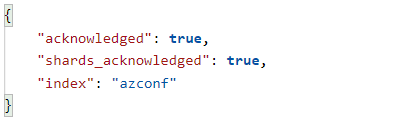 {
"acknowledged": true,
"shards_acknowledged": true,
"index": "azconf"
}